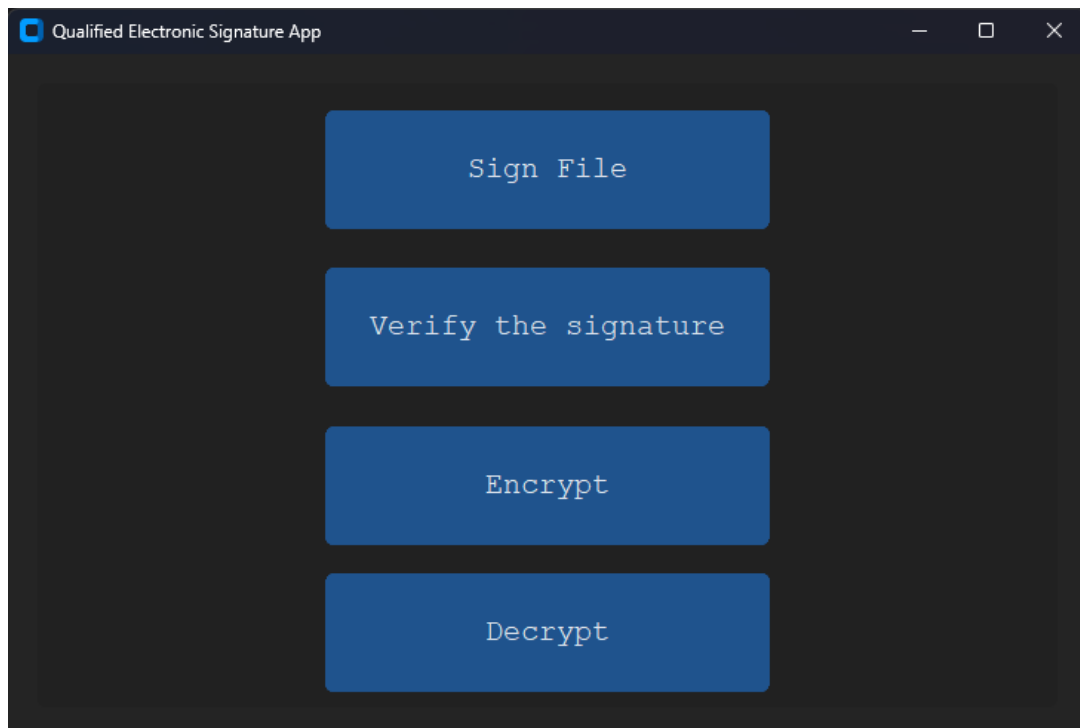 Qualified Electronic Signature App
Sign File
Verify the signature
Encrypt
Decrypt